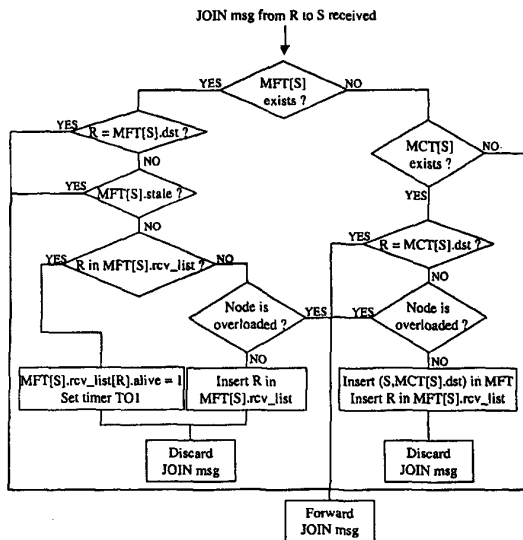 JOIN msg from R to S received
MFT[S]
exists ?
YES
NO
R = MFT[S].dst ?
YES
NO
MCT[S]
exists ?
NO
YES
MFT[S].stale ?
YES
NO
R = MCT[S].dst ?
YES
NO
R in MFT[S].rcv_list ?
YES
NO
Node is
overloaded ?
YES
NO
Node is
overloaded ?
YES
NO
MFT[S].rcv_list[R].alive = 1
Set timer TO1
Insert R in
MFT[S].rcv_list
Insert (S,MCT[S].dst) in MFT
Insert R in MFT[S].rcv_list
Discard
JOIN msg
Discard
JOIN msg
Forward
JOIN msg